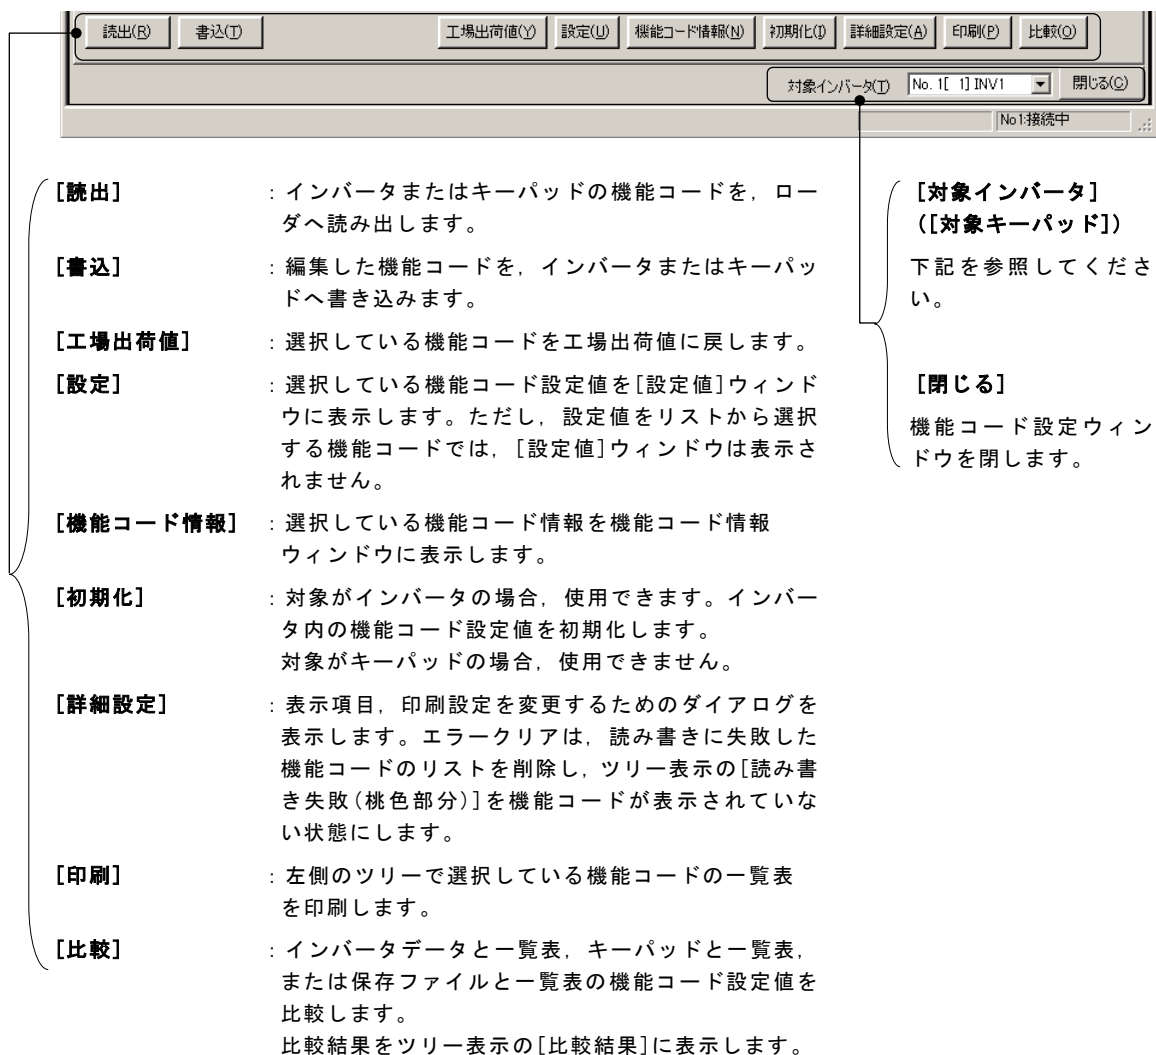 読出(R) 書込(T) 工場出荷値(Y) 設定(U) 機能コード情報(N) 初期化(I) 詳細設定(A) 印刷(P) 比較(O)
対象インバータ(T) No. 1[ 1] INV1 閉じる(C)
No1:接続中
[読出] : インバータまたはキーパッドの機能コードを，ロー
ダへ読み出します。
[書込] : 編集した機能コードを，インバータまたはキーパッ
ドへ書き込みます。
[工場出荷値] : 選択している機能コードを工場出荷値に戻します。
[設定] : 選択している機能コード設定値を[設定値]ウィンド
ウに表示します。ただし，設定値をリストから選択
する機能コードでは，[設定値]ウィンドウは表示さ
れません。
[機能コード情報] : 選択している機能コード情報を機能コード情報
ウィンドウに表示します。
[初期化] : 対象がインバータの場合，使用できます。インバー
タ内の機能コード設定値を初期化します。
対象がキーパッドの場合，使用できません。
[詳細設定] : 表示項目，印刷設定を変更するためのダイアログを
表示します。エラークリアは，読み書きに失敗した
機能コードのリストを削除し，ツリー表示の[読み書
き失敗(桃色部分)]を機能コードが表示されていな
い状態にします。
[印刷] : 左側のツリーで選択している機能コードの一覧表
を印刷します。
[比較] : インバータデータと一覧表，キーパッドと一覧表，
または保存ファイルと一覧表の機能コード設定値を
比較します。
比較結果をツリー表示の[比較結果]に表示します。
[対象インバータ]
([対象キーパッド])
下記を参照してくださ
い。
[閉じる]
機能コード設定ウィン
ドウを閉します。